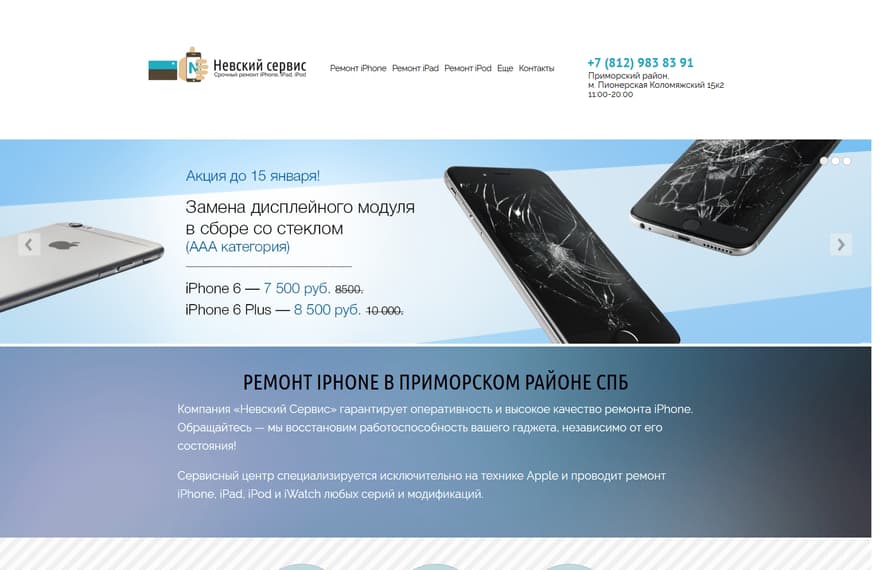 Невский сервис
Срочный ремонт iPhone, iPad, iPod
Ремонт iPhone Ремонт iPad Ремонт iPod Еще Контакты
+7 (812) 983 83 91
Приморский район,
м. Пионерская Коломяжский 15к2
11:00-20:00
Акция до 15 января!
Замена дисплейного модуля
в сборе со стеклом
(ААА категория)
iPhone 6 — 7 500 руб. 8500.
iPhone 6 Plus — 8 500 руб. 10 000.
РЕМОНТ IPHONE В ПРИМОРСКОМ РАЙОНЕ СПБ
Компания «Невский Сервис» гарантирует оперативность и высокое качество ремонта iPhone.
Обращайтесь — мы восстановим работоспособность вашего гаджета, независимо от его
состояния!
Сервисный центр специализируется исключительно на технике Apple и проводит ремонт
iPhone, iPad, iPod и iWatch любых серий и модификаций.